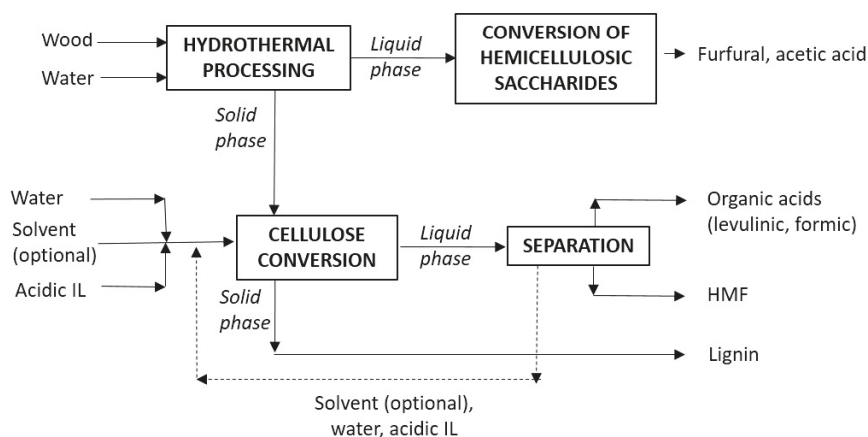 Wood
Water
HYDROTHERMAL
PROCESSING
Liquid
phase
CONVERSION OF
HEMICELLULOSIC
SACCHARIDES
Furfural, acetic acid
Solid
phase
Water
Solvent
(optional)
Acidic IL
CELLULOSE
CONVERSION
Liquid
phase
SEPARATION
Organic acids
(levulinic, formic)
HMF
Solid
phase
Lignin
Solvent (optional),
water, acidic IL